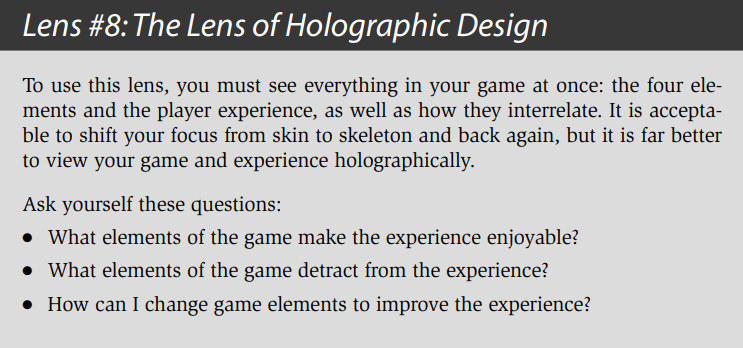 Lens #8: The Lens of Holographic Design
To use this lens, you must see everything in your game at once: the four ele-
ments and the player experience, as well as how they interrelate. It is accepta-
ble to shift your focus from skin to skeleton and back again, but it is far better
to view your game and experience holographically.
Ask yourself these questions:
● What elements of the game make the experience enjoyable?
● What elements of the game detract from the experience?
● How can I change game elements to improve the experience?